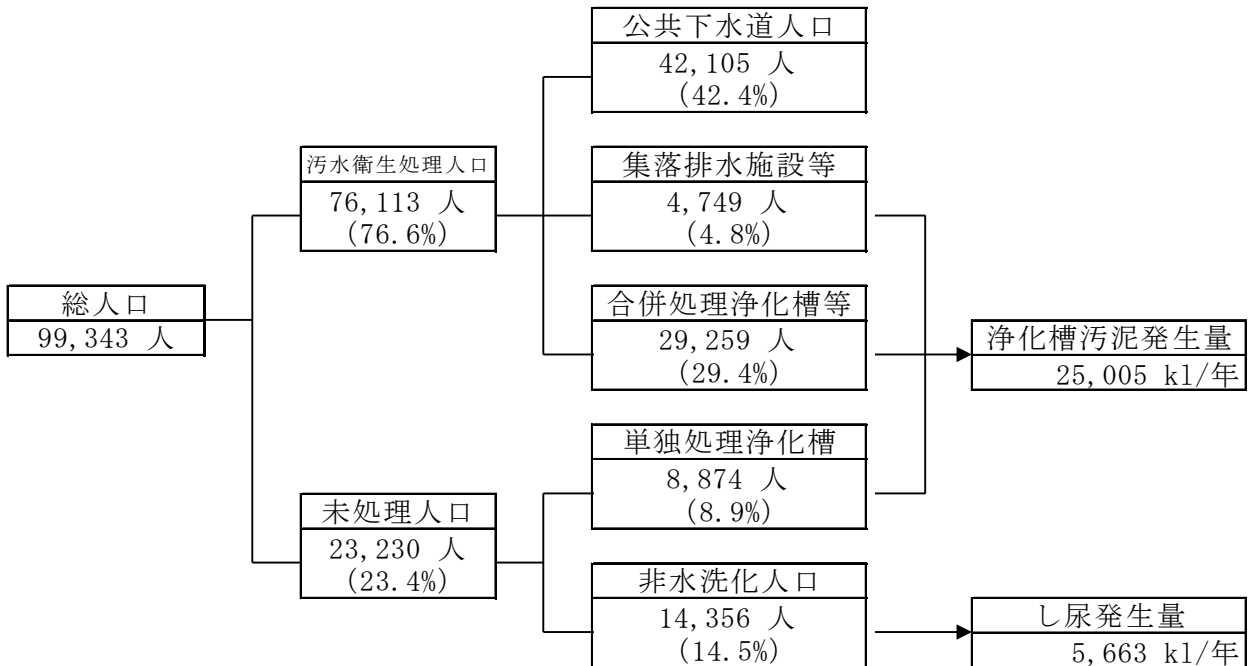 総人口
99,343 人
汚水衛生処理人口
76,113 人
(76.6%)
未処理人口
23,230 人
(23.4%)
公共下水道人口
42,105 人
(42.4%)
集落排水施設等
4,749 人
(4.8%)
合併処理浄化槽等
29,259 人
(29.4%)
単独処理浄化槽
8,874 人
(8.9%)
非水洗化人口
14,356 人
(14.5%)
浄化槽汚泥発生量
25,005 kl/年
し尿発生量
5,663 kl/年